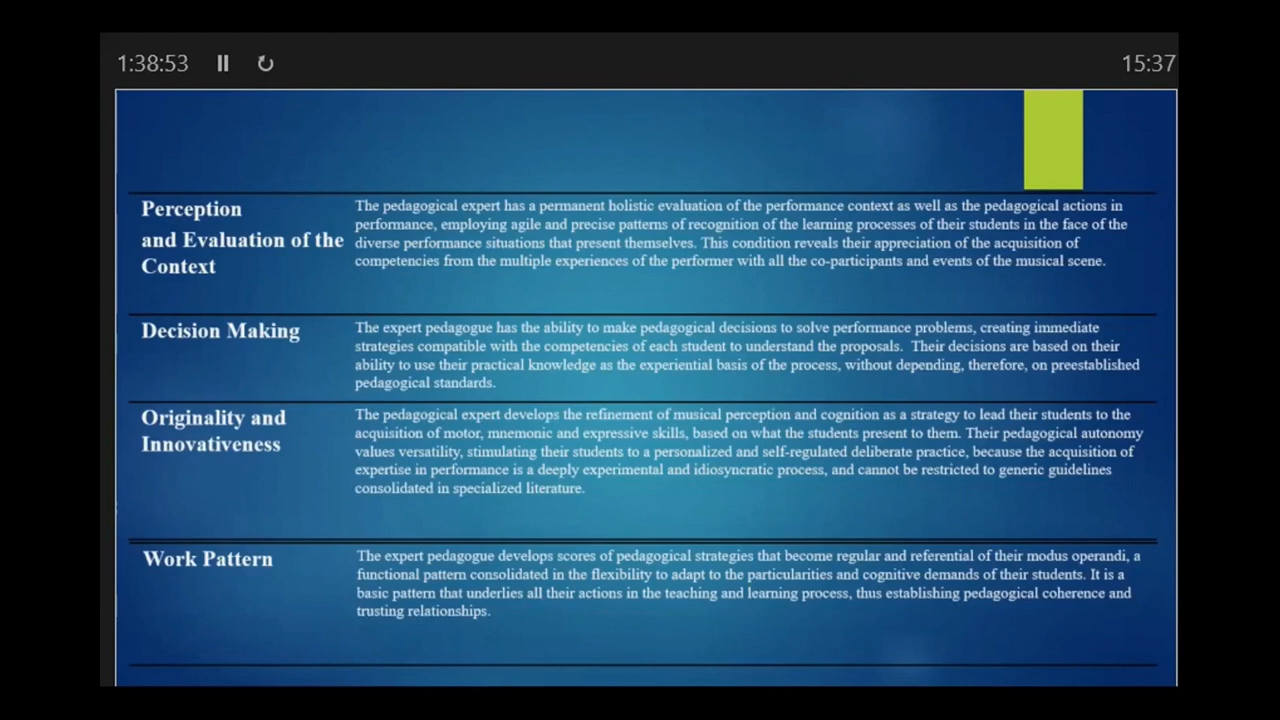 1:38:53
15:37
Perception
and Evaluation of the
Context
The pedagogical expert has a permanent holistic evaluation of the performance context as well as the pedagogical actions in
performance, employing agile and precise patterns of recognition of the learning processes of their students in the face of the
diverse performance situations that present themselves. This condition reveals their appreciation of the acquisition of
competencies from the multiple experiences of the performer with all the co-participants and events of the musical scene.
Decision Making
The expert pedagogue has the ability to make pedagogical decisions to solve performance problems, creating immediate
strategies compatible with the competencies of each student to understand the proposals. Their decisions are based on their
ability to use their practical knowledge as the experiential basis of the process, without depending, therefore, on preestablished
pedagogical standards.
Originality and
Innovativeness
The pedagogical expert develops the refinement of musical perception and cognition as a strategy to lead their students to the
acquisition of motor, mnemonic and expressive skills, based on what the students present to them. Their pedagogical autonomy
values versatility, stimulating their students to a personalized and self-regulated deliberate practice, because the acquisition of
expertise in performance is a deeply experimental and idiosyncratic process, and cannot be restricted to generic guidelines
consolidated in specialized literature.
Work Pattern
The expert pedagogue develops scores of pedagogical strategies that become regular and referential of their modus operandi, a
functional pattern consolidated in the flexibility to adapt to the particularities and cognitive demands of their students. It is a
basic pattern that underlies all their actions in the teaching and learning process, thus establishing pedagogical coherence and
trusting relationships.